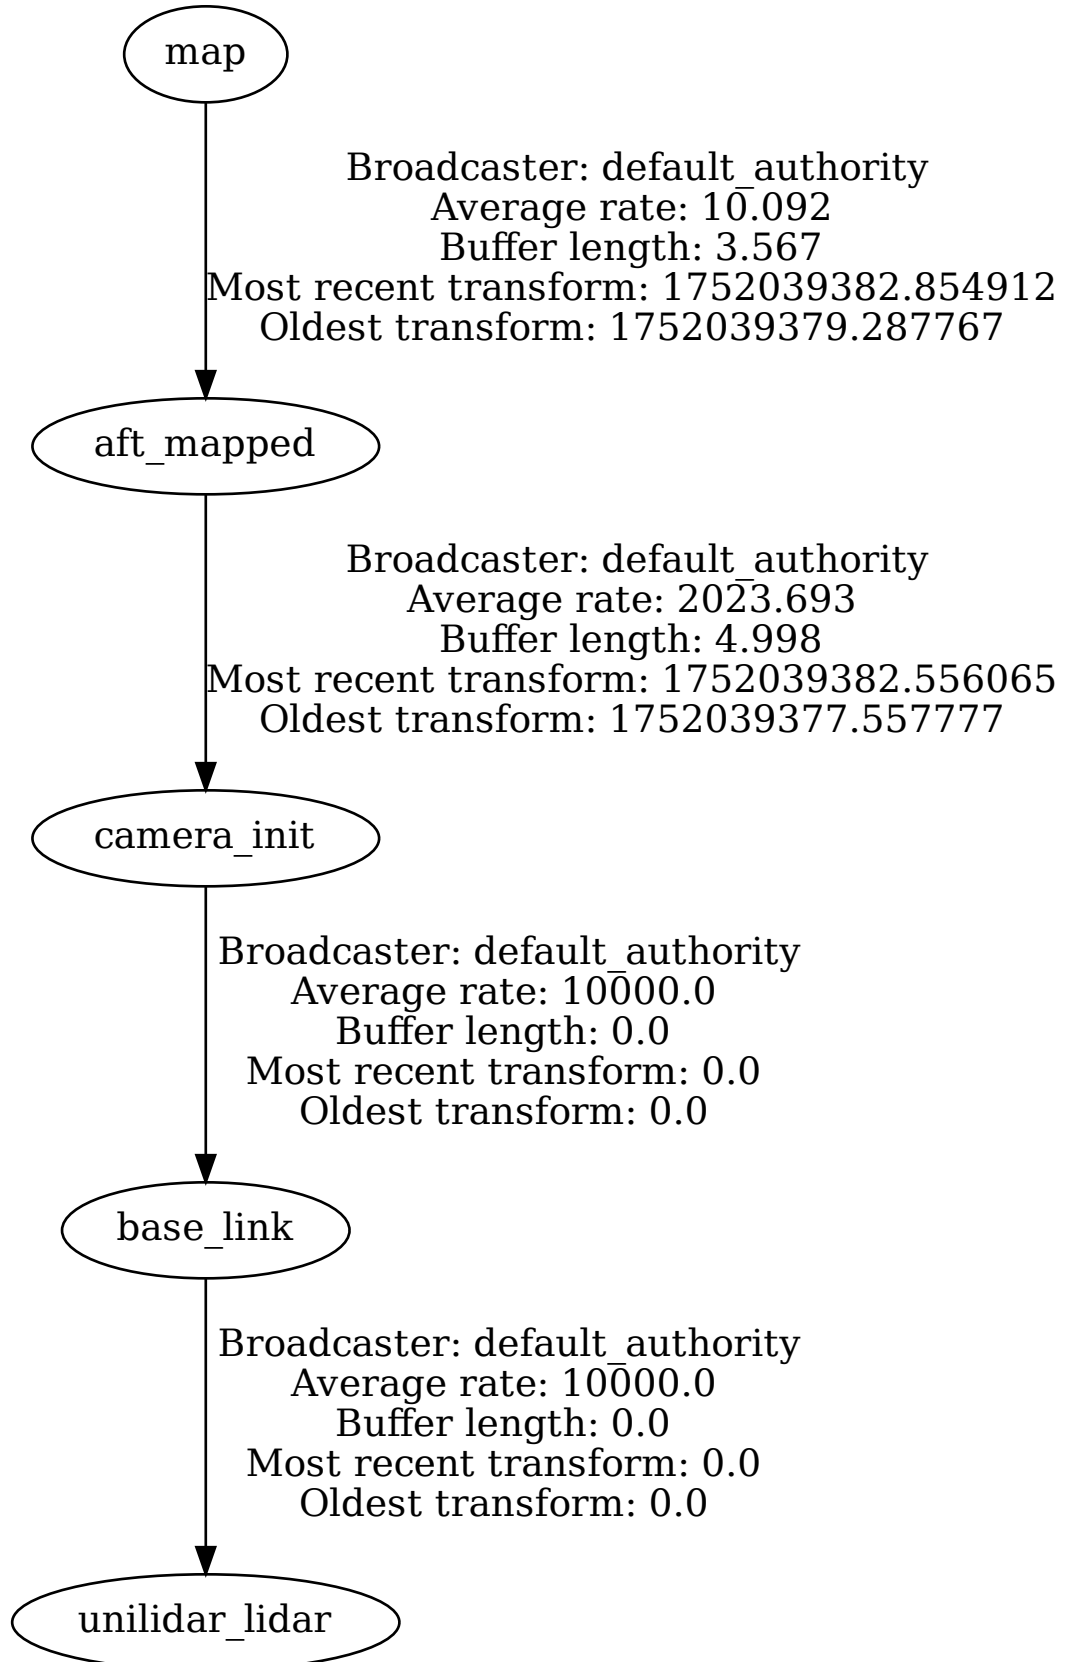 map
Broadcaster: default_authority
Average rate: 10.092
Buffer length: 3.567
Most recent transform: 1752039382.854912
Oldest transform: 1752039379.287767
aft_mapped
Broadcaster: default_authority
Average rate: 2023.693
Buffer length: 4.998
Most recent transform: 1752039382.556065
Oldest transform: 1752039377.557777
camera_init
Broadcaster: default_authority
Average rate: 10000.0
Buffer length: 0.0
Most recent transform: 0.0
Oldest transform: 0.0
base_link
Broadcaster: default_authority
Average rate: 10000.0
Buffer length: 0.0
Most recent transform: 0.0
Oldest transform: 0.0
unilidar_lidar